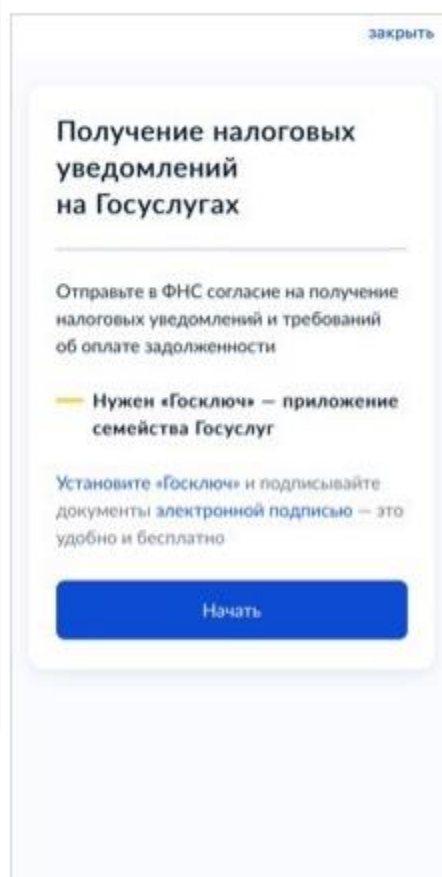 закрыть
Получение налоговых
уведомлений
на Госуслугах
Отправьте в ФНС согласие на получение
налоговых уведомлений и требований
об оплате задолженности
— Нужен «Госключ» — приложение
семейства Госуслуг
Установите «Госключ» и подписывайте
документы электронной подписью — это
удобно и бесплатно
Начать